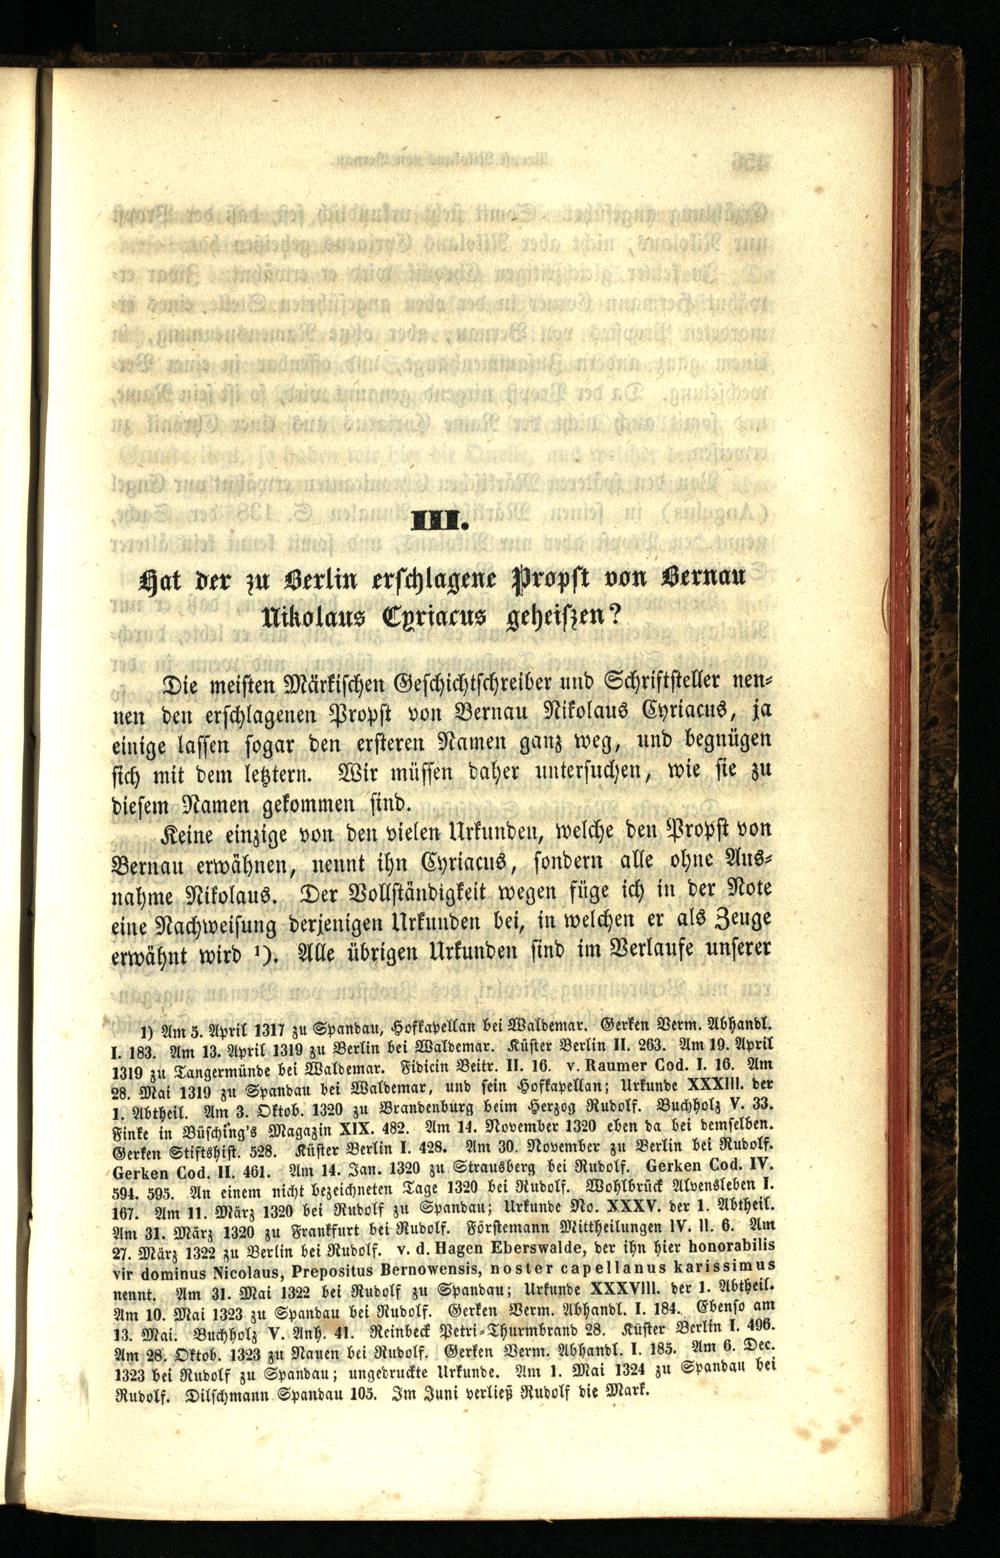 III.
Hat der zu Berlin erschlagene Propst von Bernau
Nikolaus Cyriacus geheiszen?
Die meisten Märkischen Geschichtschreiber und Schriftsteller nen-
nen den erschlagenen Propst von Bernau Nikolaus Cyriacus, ja
einige lassen sogar den ersteren Namen ganz weg, und begnügen
sich mit dem letztern. Wir müssen daher untersuchen, wie sie zu
diesem Namen gekommen sind.
Keine einzige von den vielen Urkunden, welche den Propst von
Bernau erwähnen, nennt ihn Cyriacus, sondern alle ohne Aus-
nahme Nikolaus. Der Vollständigkeit wegen füge ich in der Note
eine Nachweisung derjenigen Urkunden bei, in welchen er als Zeuge
erwähnt wird ¹). Alle übrigen Urkunden sind im Verlaufe unserer
1) Am 5. April 1317 zu Spandau, Hofkapellan bei Waldemar. Gerken Verm. Abhandl.
I. 183. Am 13. April 1319 zu Berlin bei Waldemar. Küster Berlin II. 263. Am 19. April
1319 zu Tangermünde bei Waldemar. Fidicin Beitr. II. 16. v. Raumer Cod. I. 16. Am
28. Mai 1319 zu Spandau bei Waldemar, und sein Hofkapellan; Urkunde XXXIII. der
1. Abtheil. Am 3. Oktob. 1320 zu Brandenburg beim Herzog Rudolf. Buchholz V. 33.
Finke in Büsching's Magazin XIX. 482. Am 14. November 1320 eben da bei demselben.
Gerken Stiftshist. 528. Küster Berlin I. 428. Am 30. November zu Berlin bei Rudolf.
Gerken Cod. II. 461. Am 14. Jan. 1320 zu Strausberg bei Rudolf. Gerken Cod. IV.
594. 595. An einem nicht bezeichneten Tage 1320 bei Rudolf. Wohlbrück Alvensleben I.
167. Am 11. März 1320 bei Rudolf zu Spandau; Urkunde No. XXXV. der 1. Abtheil.
Am 31. März 1320 zu Frankfurt bei Rudolf. Förstemann Mittheilungen IV. II. 6. Am
27. März 1322 zu Berlin bei Rudolf. v. d. Hagen Eberswalde, der ihn hier honorabilis
vir dominus Nicolaus, Prepositus Bernowensis, noster capellanus karissimus
nennt. Am 31. Mai 1322 bei Rudolf zu Spandau; Urkunde XXXVIII. der 1. Abtheil.
Am 10. Mai 1323 zu Spandau bei Rudolf. Gerken Verm. Abhandl. I. 184. Ebenso am
13. Mai. Buchholz V. Anh. 41. Reinbeck Petri-Thurmbrand 28. Küster Berlin I. 496.
Am 28. Oktob. 1323 zu Nauen bei Rudolf. Gerken Verm. Abhandl. I. 185. Am 6. Dec.
1323 bei Rudolf zu Spandau; ungedruckte Urkunde. Am 1. Mai 1324 zu Spandau bei
Rudolf. Dilschmann Spandau 105. Im Juni verließ Rudolf die Mark.